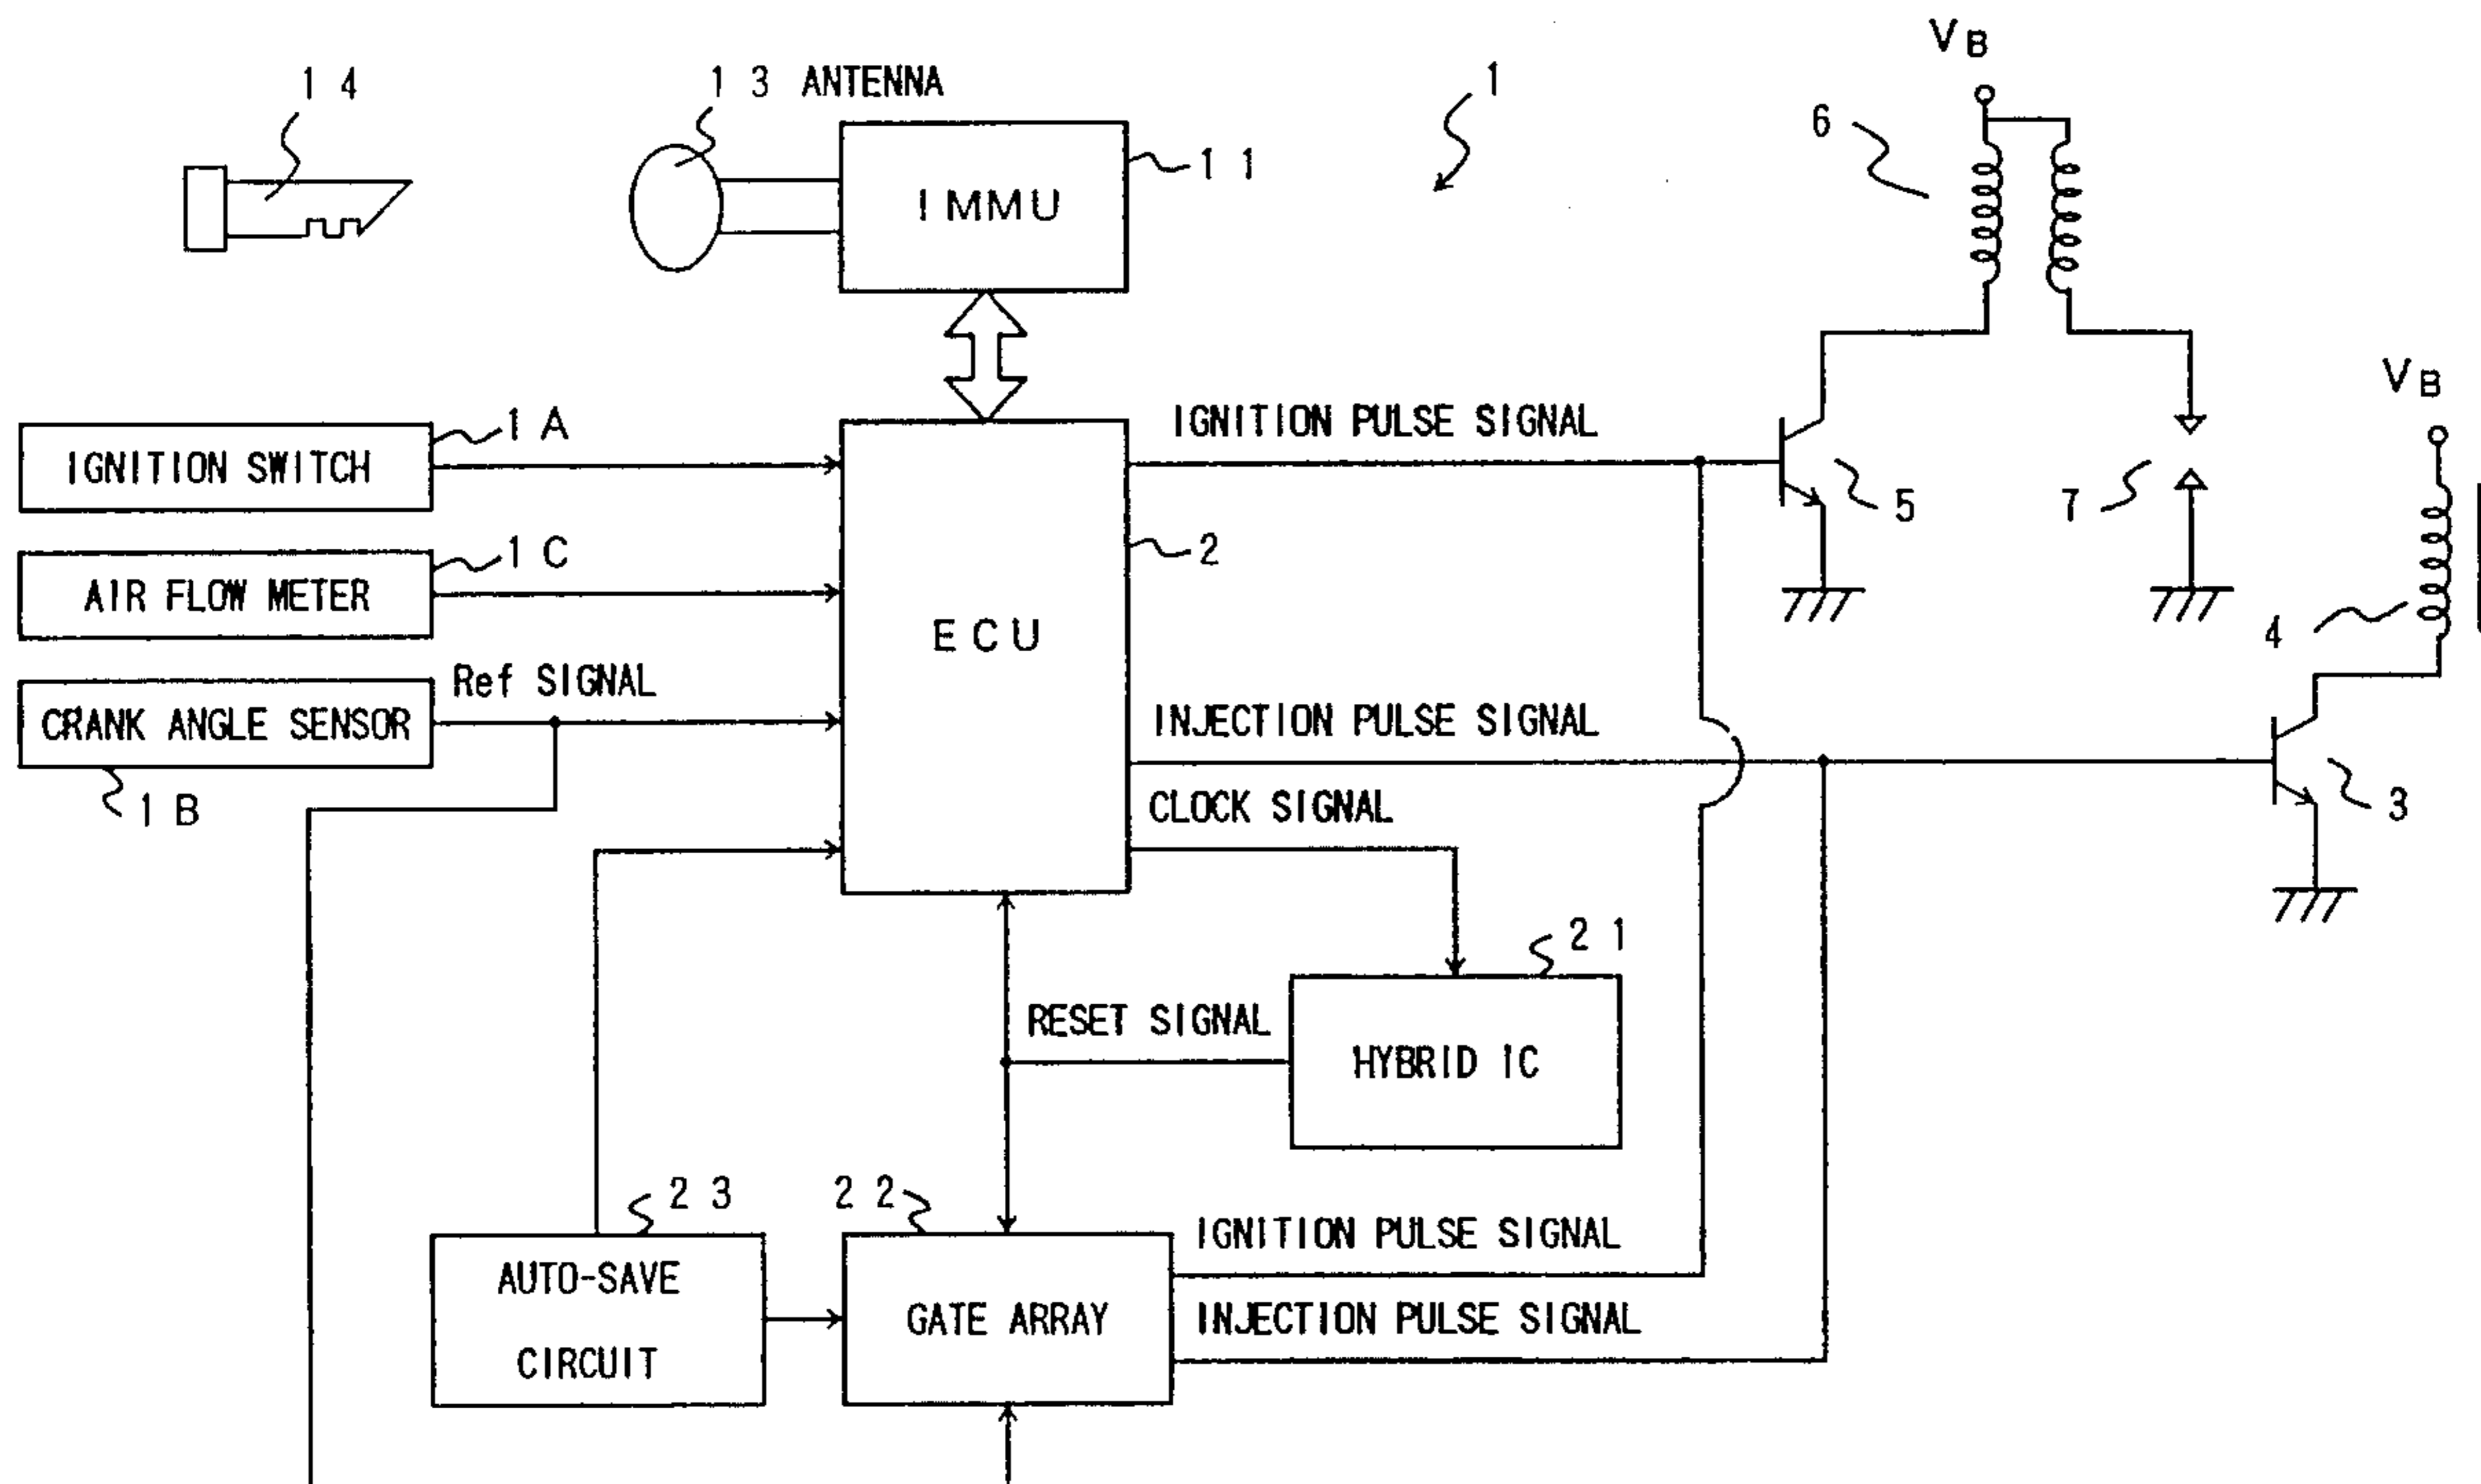 14
13 ANTENNA
1
V B
6
IMMU
11
V B
1A
IGNITION SWITCH
IGNITION PULSE SIGNAL
5
7
1C
AIR FLOW METER
2
ECU
4
Ref SIGNAL
CRANK ANGLE SENSOR
INJECTION PULSE SIGNAL
1B
CLOCK SIGNAL
3
21
RESET SIGNAL
HYBRID IC
23
22
IGNITION PULSE SIGNAL
AUTO-SAVE
CIRCUIT
GATE ARRAY
INJECTION PULSE SIGNAL